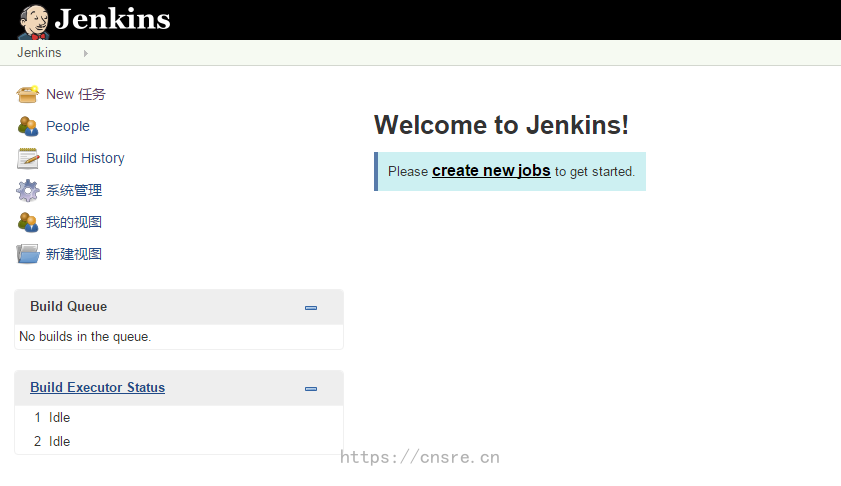 Jenkins
Jenkins
New 任务
People
Build History
系统管理
我的视图
新建视图
Welcome to Jenkins!
Please create new jobs to get started.
Build Queue
No builds in the queue.
Build Executor Status
1 Idle
2 Idle
https://cnsre.cn